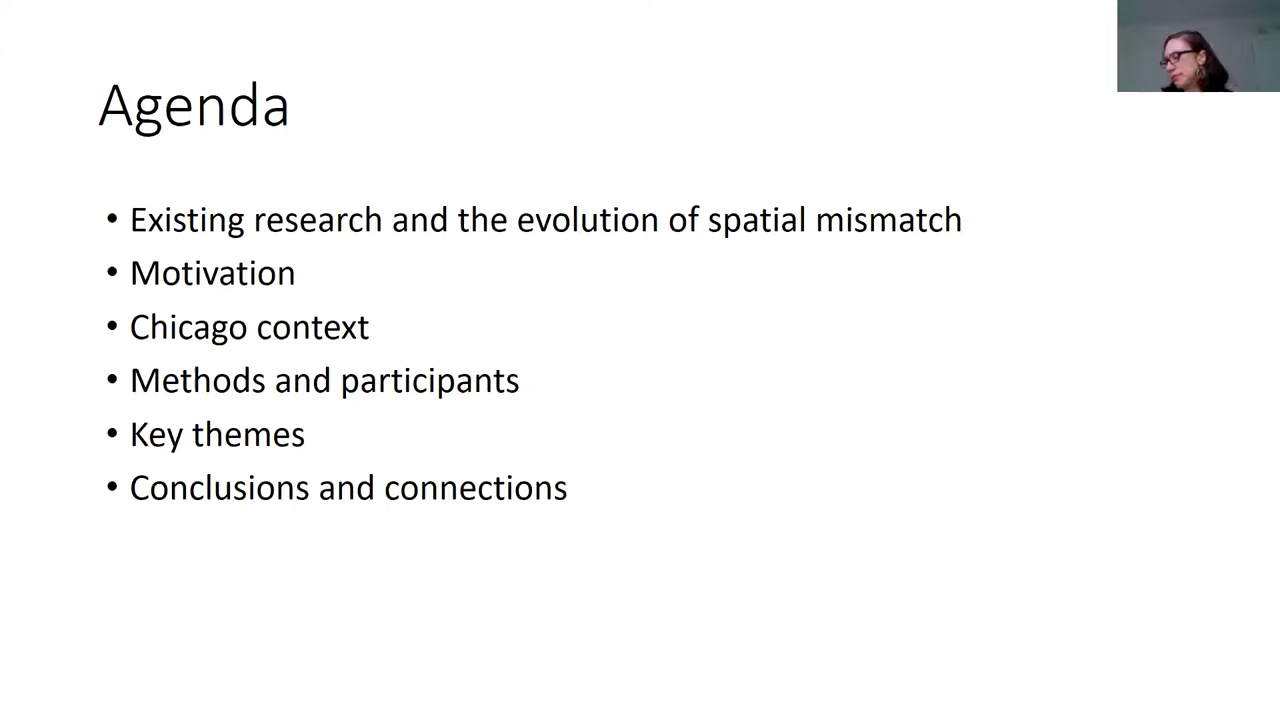 Agenda
• Existing research and the evolution of spatial mismatch
• Motivation
• Chicago context
• Methods and participants
• Key themes
• Conclusions and connections